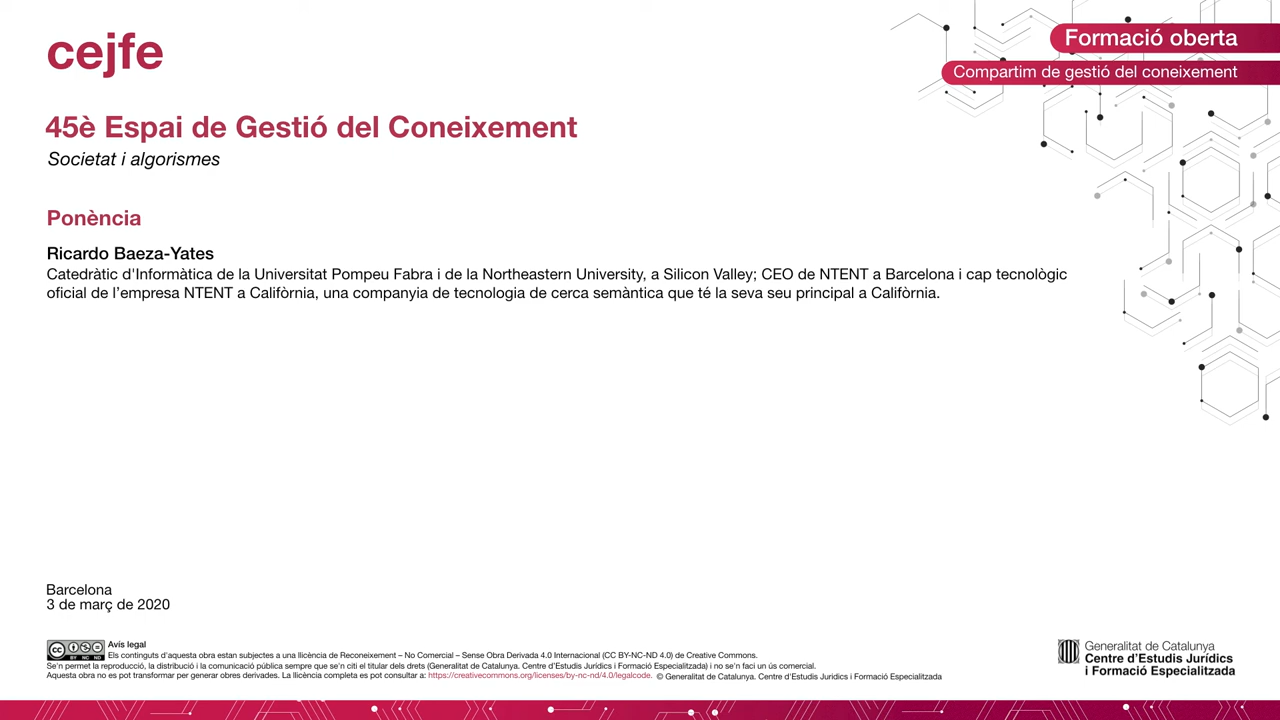 cejfe
Formació oberta
Compartim de gestió del coneixement
45è Espai de Gestió del Coneixement
Societat i algorismes
Ponència
Ricardo Baeza-Yates
Catedràtic d'Informàtica de la Universitat Pompeu Fabra i de la Northeastern University, a Silicon Valley; CEO de NTENT a Barcelona i cap tecnològic
oficial de l’empresa NTENT a Califòrnia, una companyia de tecnologia de cerca semàntica que té la seva seu principal a Califòrnia.
Barcelona
3 de març de 2020
cc BY NC ND
Avís legal
Els continguts d'aquesta obra estan subjectes a una llicència de Reconeixement – No Comercial – Sense Obra Derivada 4.0 Internacional (CC BY-NC-ND 4.0) de Creative Commons.
Se'n permet la reproducció, la distribució i la comunicació pública sempre que se'n citi el titular dels drets (Generalitat de Catalunya. Centre d'Estudis Jurídics i Formació Especialitzada) i no se'n faci un ús comercial.
Aquesta obra no es pot transformar per generar obres derivades. La llicència completa es pot consultar a: https://creativecommons.org/licenses/by-nc-nd/4.0/legalcode. © Generalitat de Catalunya. Centre d'Estudis Jurídics i Formació Especialitzada
Generalitat de Catalunya
Centre d’Estudis Jurídics
i Formació Especialitzada